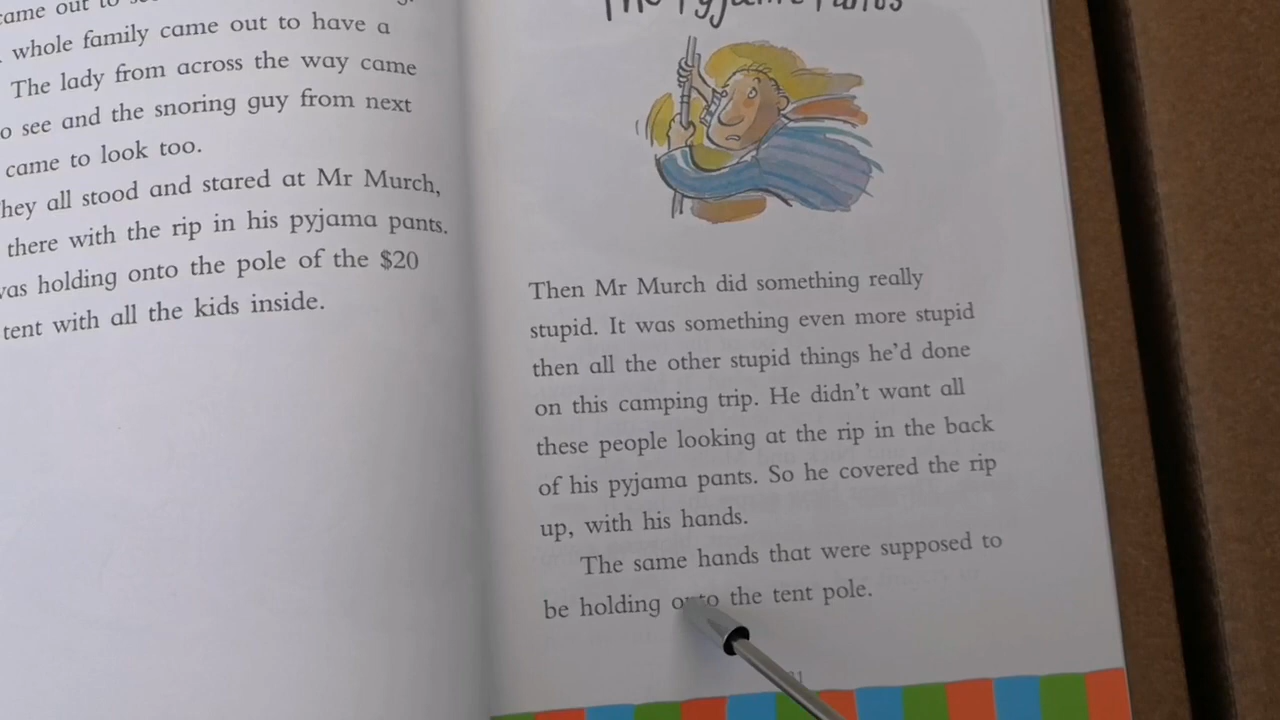 came out to
whole family came out to have a
The lady from across the way came
o see and the snoring guy from next
came to look too.
hey all stood and stared at Mr Murch,
there with the rip in his pyjama pants.
was holding onto the pole of the $20
tent with all the kids inside.
The Pyjama Pants
Then Mr Murch did something really
stupid. It was something even more stupid
then all the other stupid things he'd done
on this camping trip. He didn't want all
these people looking at the rip in the back
of his pyjama pants. So he covered the rip
up, with his hands.
The same hands that were supposed to
be holding onto the tent pole.